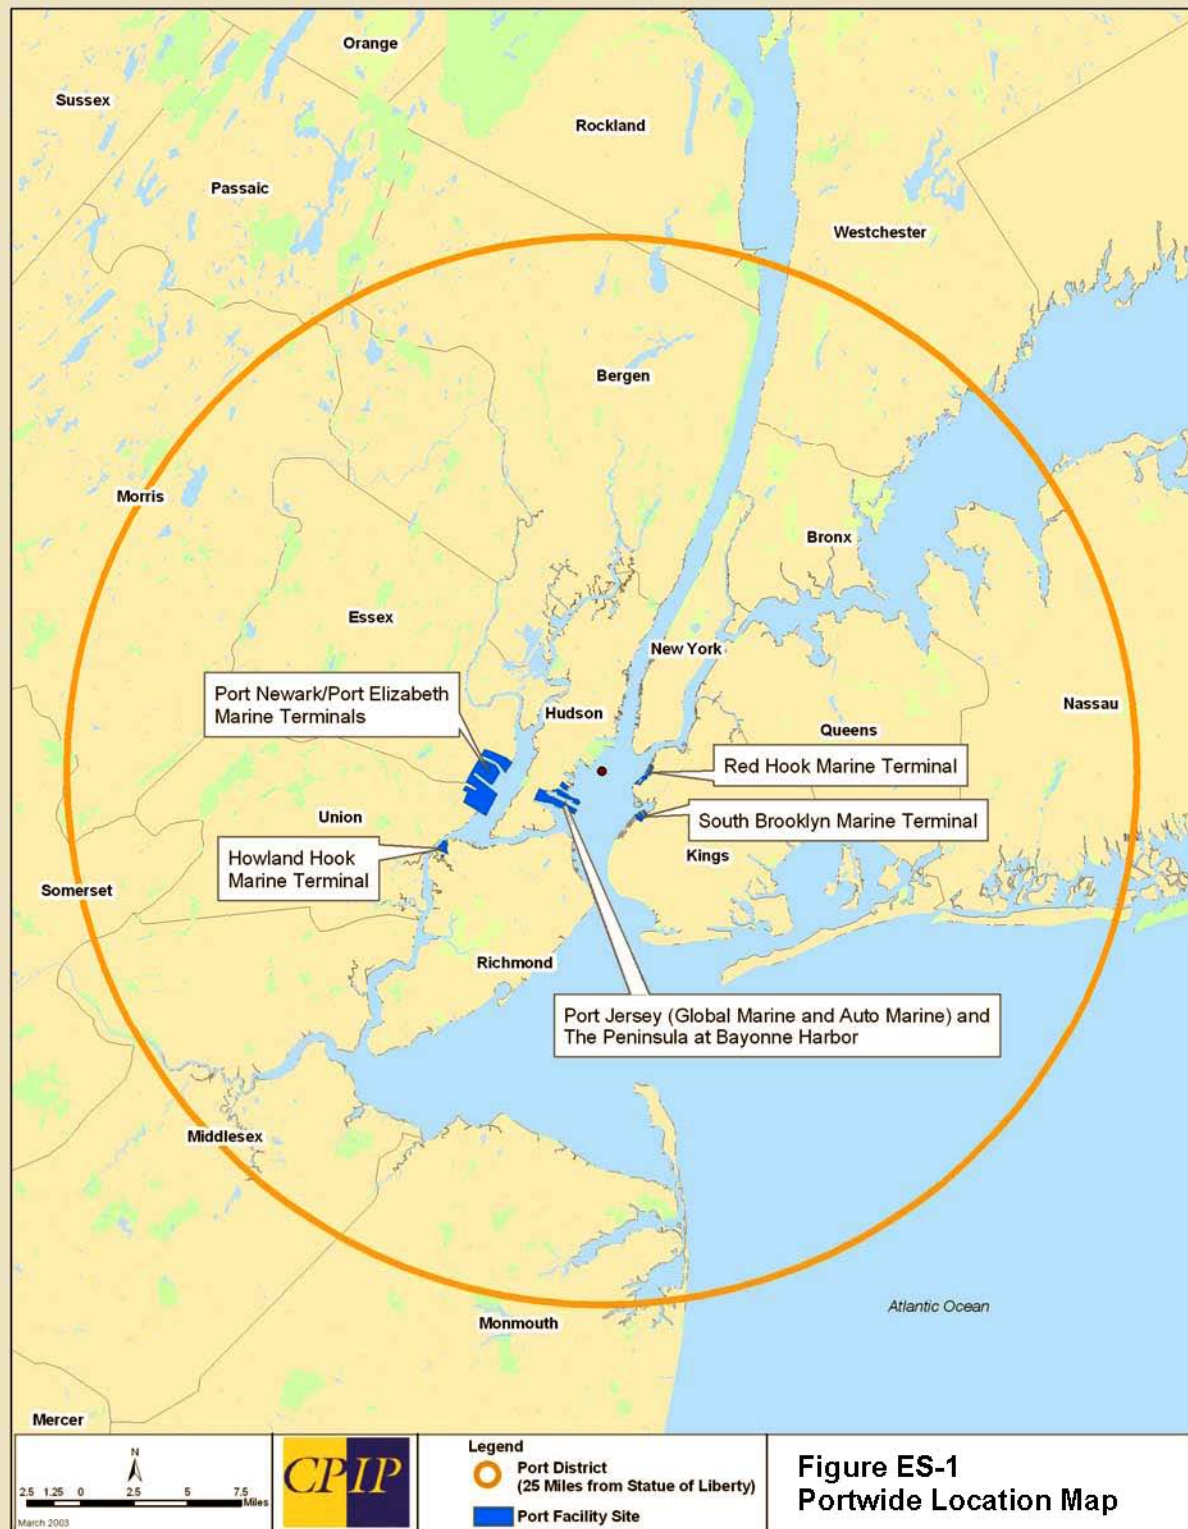 Orange
Sussex
Rockland
Passaic
Westchester
Bergen
Morris
Bronx
Essex
New York
Port Newark/Port Elizabeth
Marine Terminals
Hudson
Nassau
Queens
Red Hook Marine Terminal
Union
South Brooklyn Marine Terminal
Howland Hook
Marine Terminal
Kings
Somerset
Richmond
Port Jersey (Global Marine and Auto Marine) and
The Peninsula at Bayonne Harbor
Middlesex
Atlantic Ocean
Monmouth
Mercer
N
2.5 1.25 0 2.5 5 7.5
Miles
March 2003
CPIP
Legend
Port District
(25 Miles from Statue of Liberty)
Port Facility Site
Figure ES-1
Portwide Location Map